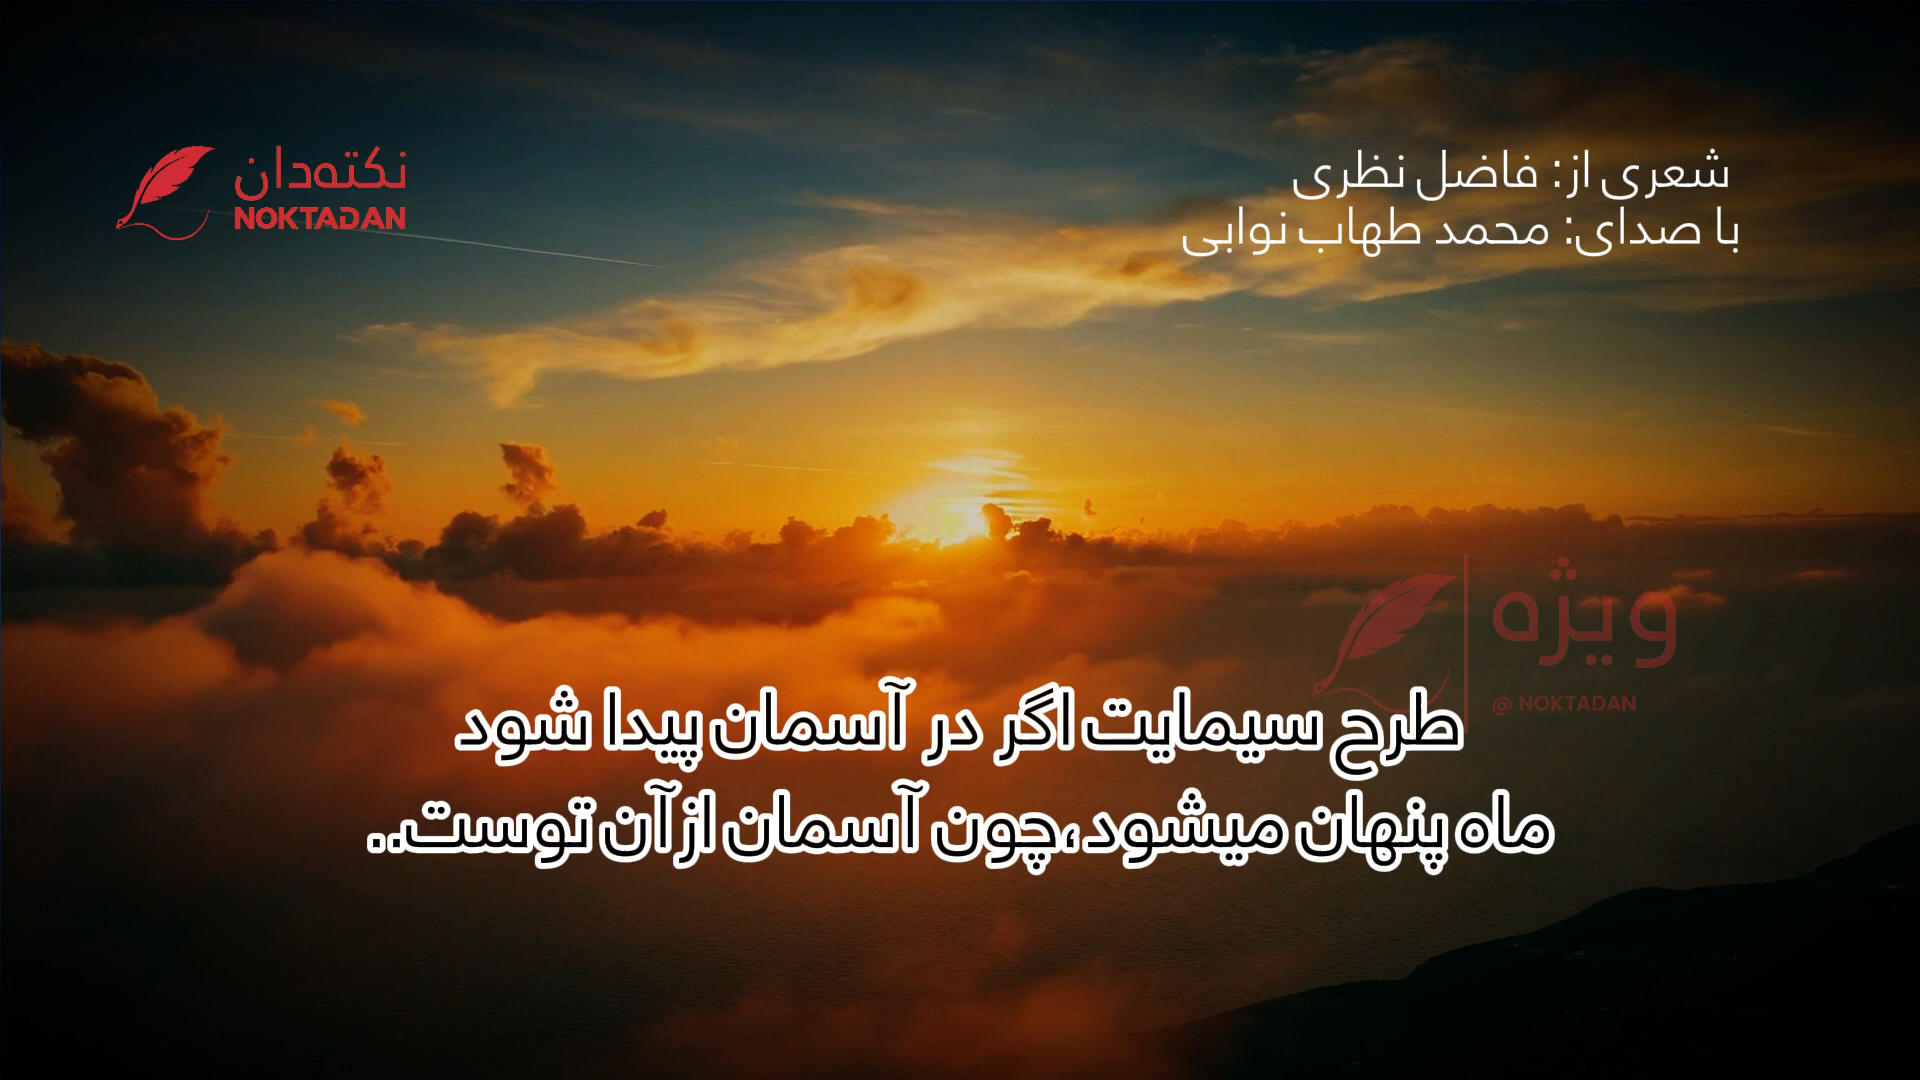 شعری از: فاضل نظری
با صدای: محمد طهاب نوابی
نکته‌دان
NOKTADAN
ویژه
@ NOKTADAN
طرح سیمایت اگر در آسمان پیدا شود
ماه پنهان میشود،چون آسمان ازآن توست..